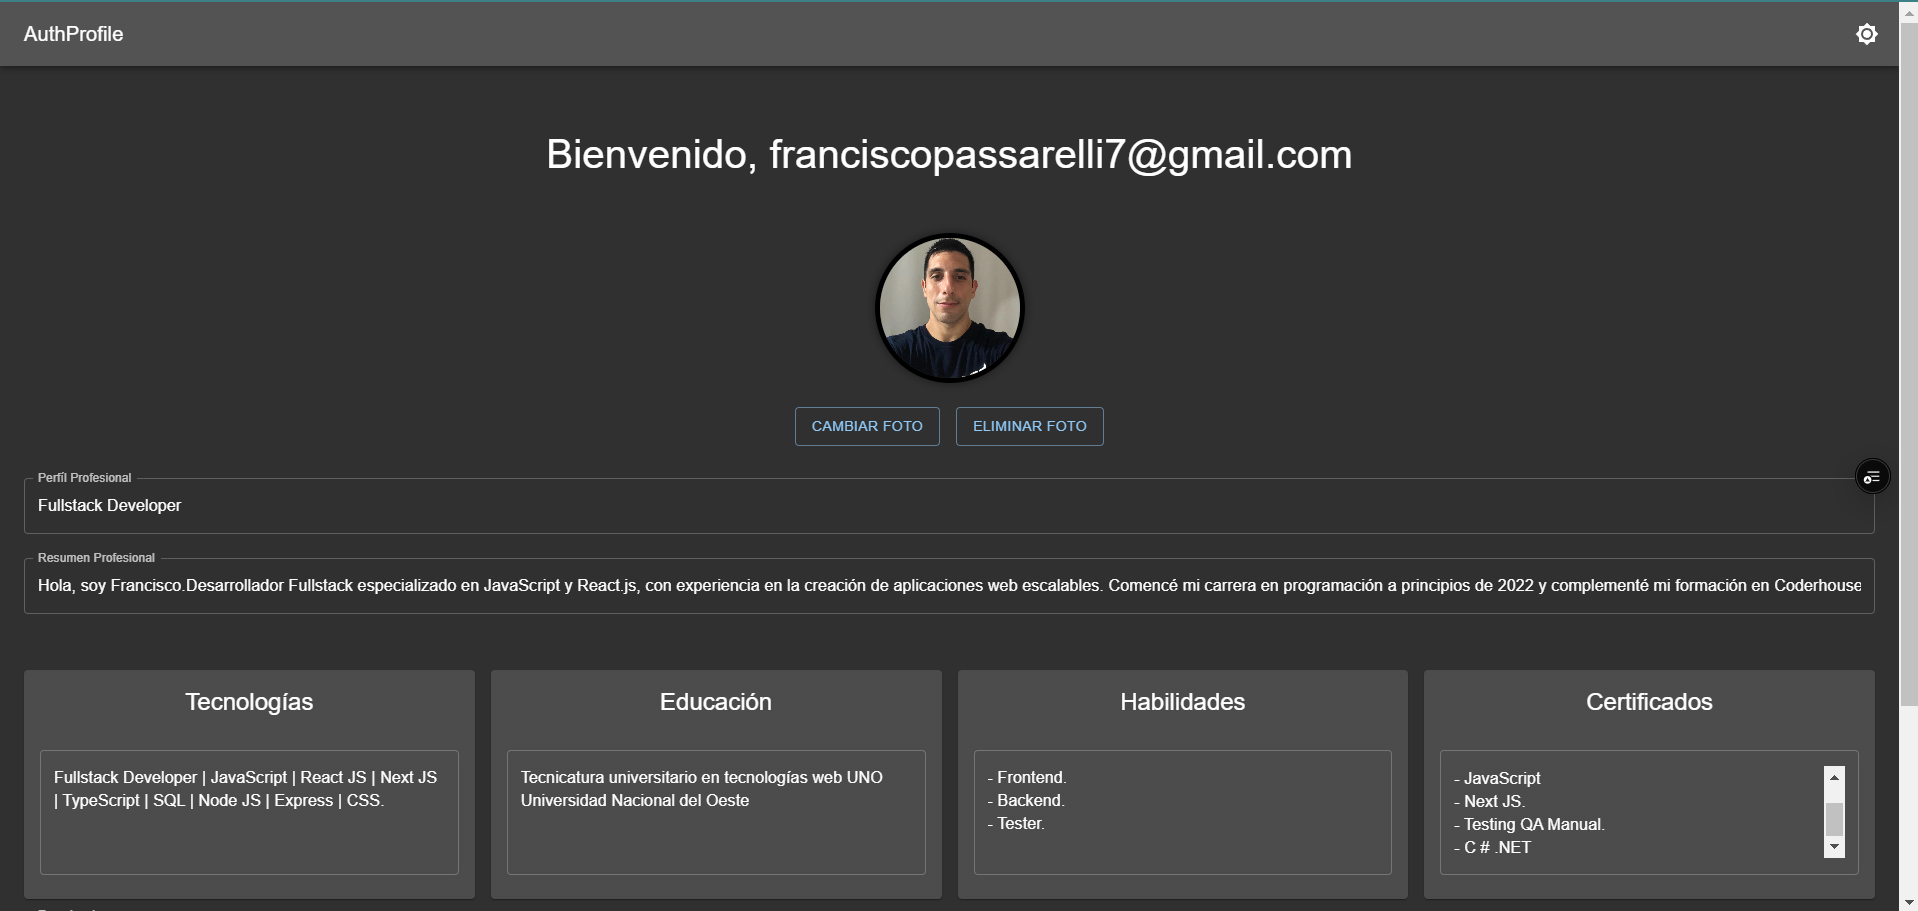 AuthProfile
Bienvenido, franciscopassarelli7@gmail.com
CAMBIAR FOTO
ELIMINAR FOTO
Perfíl Profesional
Fullstack Developer
Resumen Profesional
Hola, soy Francisco.Desarrollador Fullstack especializado en JavaScript y React.js, con experiencia en la creación de aplicaciones web escalables. Comencé mi carrera en programación a principios de 2022 y complementé mi formación en Coderhouse
Tecnologías
Fullstack Developer | JavaScript | React JS | Next JS
| TypeScript | SQL | Node JS | Express | CSS.
Educación
Tecnicatura universitario en tecnologías web UNO
Universidad Nacional del Oeste
Habilidades
- Frontend.
- Backend.
- Tester.
Certificados
- JavaScript
- Next JS.
- Testing QA Manual.
- C # .NET